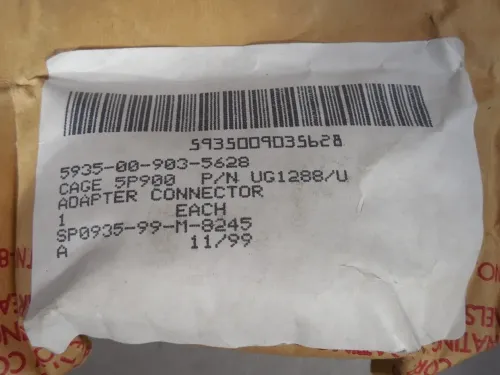 5935009035628
5935-00-903-5628
CAGE 5P900 P/N UG1288/U
ADAPTER CONNECTOR
1 EACH
SP0935-99-M-8245
A 11/99